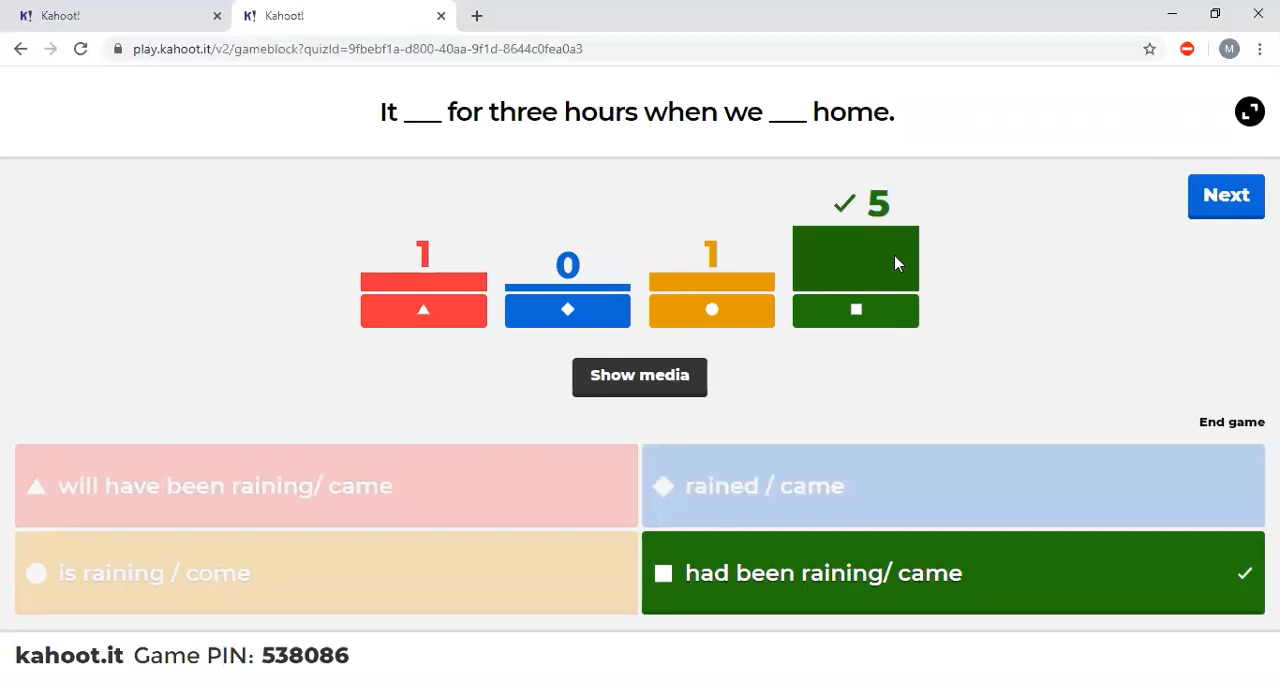 K! Kahoot!
K! Kahoot!
play.kahoot.it/v2/gameblock?quizId=9fbebf1a-d800-40aa-9f1d-8644c0fea0a3
M
It ___ for three hours when we ___ home.
Next
1
0
1
5
Show media
End game
will have been raining/ came
rained / came
is raining / come
had been raining/ came
kahoot.it Game PIN: 538086